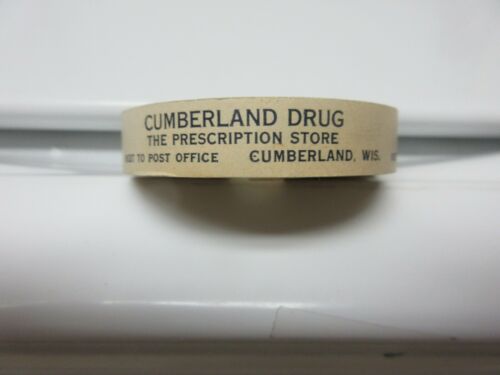 CUMBERLAND DRUG
THE PRESCRIPTION STORE
TO POST OFFICE CUMBERLAND, WIS.